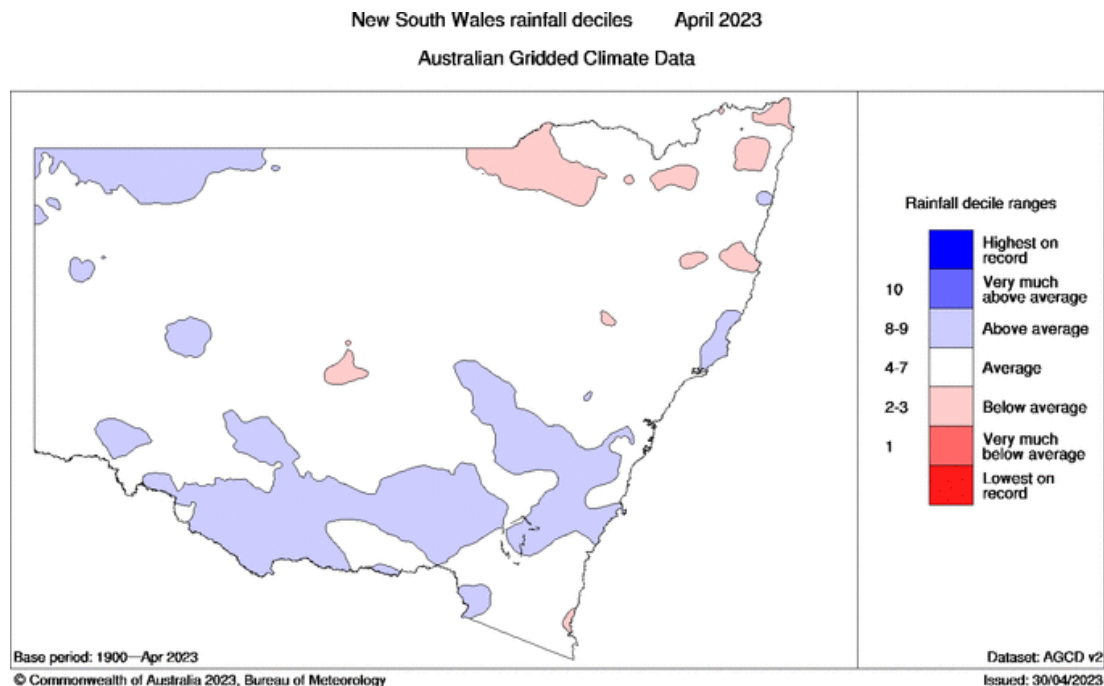 New South Wales rainfall deciles April 2023
Australian Gridded Climate Data
Rainfall decile ranges
Highest on
record
10 Very much
above average
8-9 Above average
4-7 Average
2-3 Below average
1 Very much
below average
Lowest on
record
Base period: 1900—Apr 2023
Dataset: AGCD v2
© Commonwealth of Australia 2023, Bureau of Meteorology
Issued: 30/04/2023